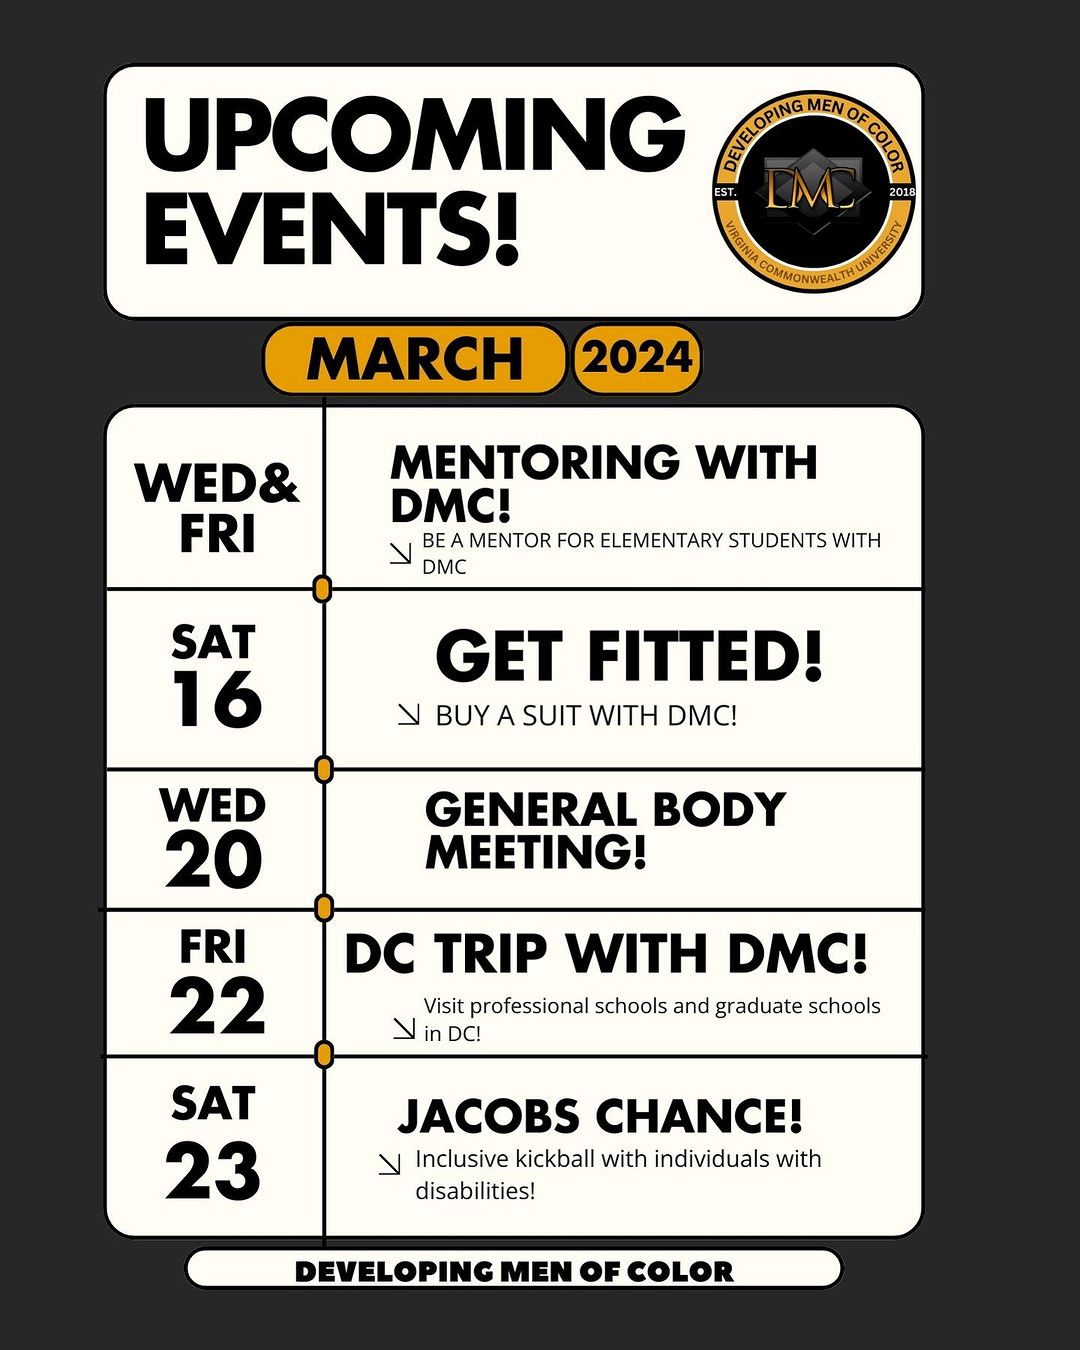 UPCOMING
EVENTS!
DEVELOPING MEN OF COLOR
EST.
DMC
2018
VIRGINIA COMMONWEALTH UNIVERSITY
MARCH
2024
WED&
FRI
MENTORING WITH
DMC!
BE A MENTOR FOR ELEMENTARY STUDENTS WITH
DMC
SAT
16
GET FITTED!
BUY A SUIT WITH DMC!
WED
20
GENERAL BODY
MEETING!
FRI
22
DC TRIP WITH DMC!
Visit professional schools and graduate schools
in DC!
SAT
23
JACOBS CHANCE!
Inclusive kickball with individuals with
disabilities!
DEVELOPING MEN OF COLOR